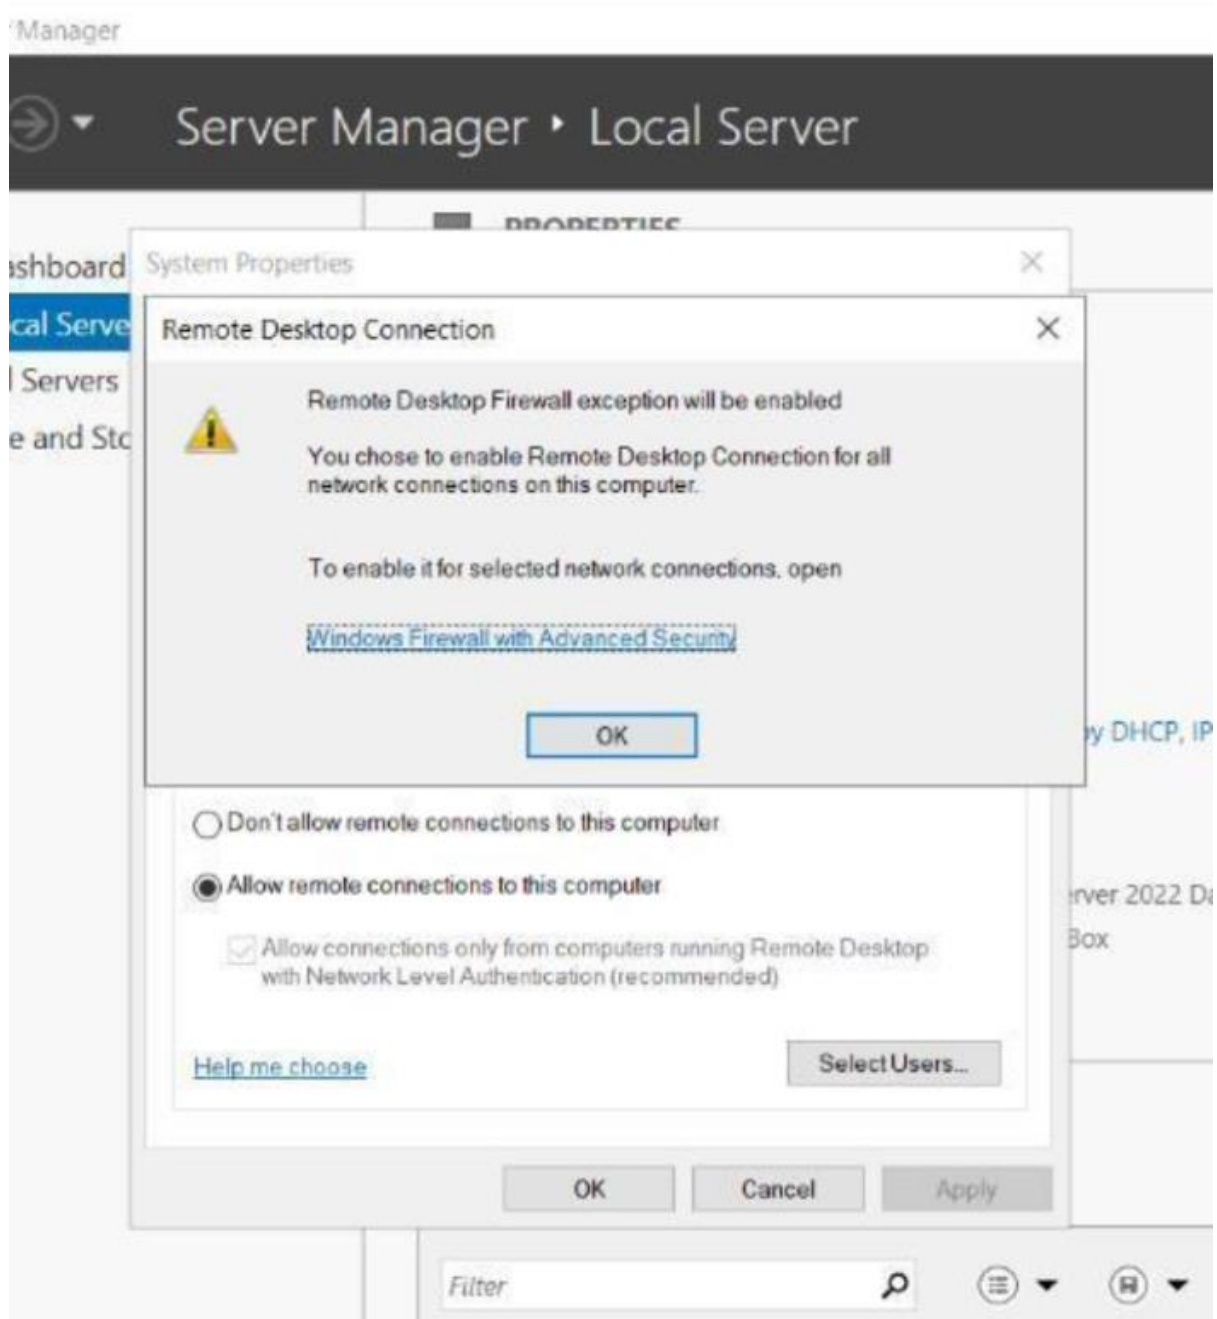 Manager
Server Manager ‣ Local Server
PROPERTIES
ashboard
System Properties
cal Serve
Remote Desktop Connection
l Servers
Remote Desktop Firewall exception will be enabled
e and Sto
You chose to enable Remote Desktop Connection for all
network connections on this computer.
To enable it for selected network connections, open
Windows Firewall with Advanced Security
OK
by DHCP, IP
Don't allow remote connections to this computer
Allow remote connections to this computer
rver 2022 Da
Box
Allow connections only from computers running Remote Desktop
with Network Level Authentication (recommended)
Help me choose
Select Users...
OK Cancel Apply
Filter